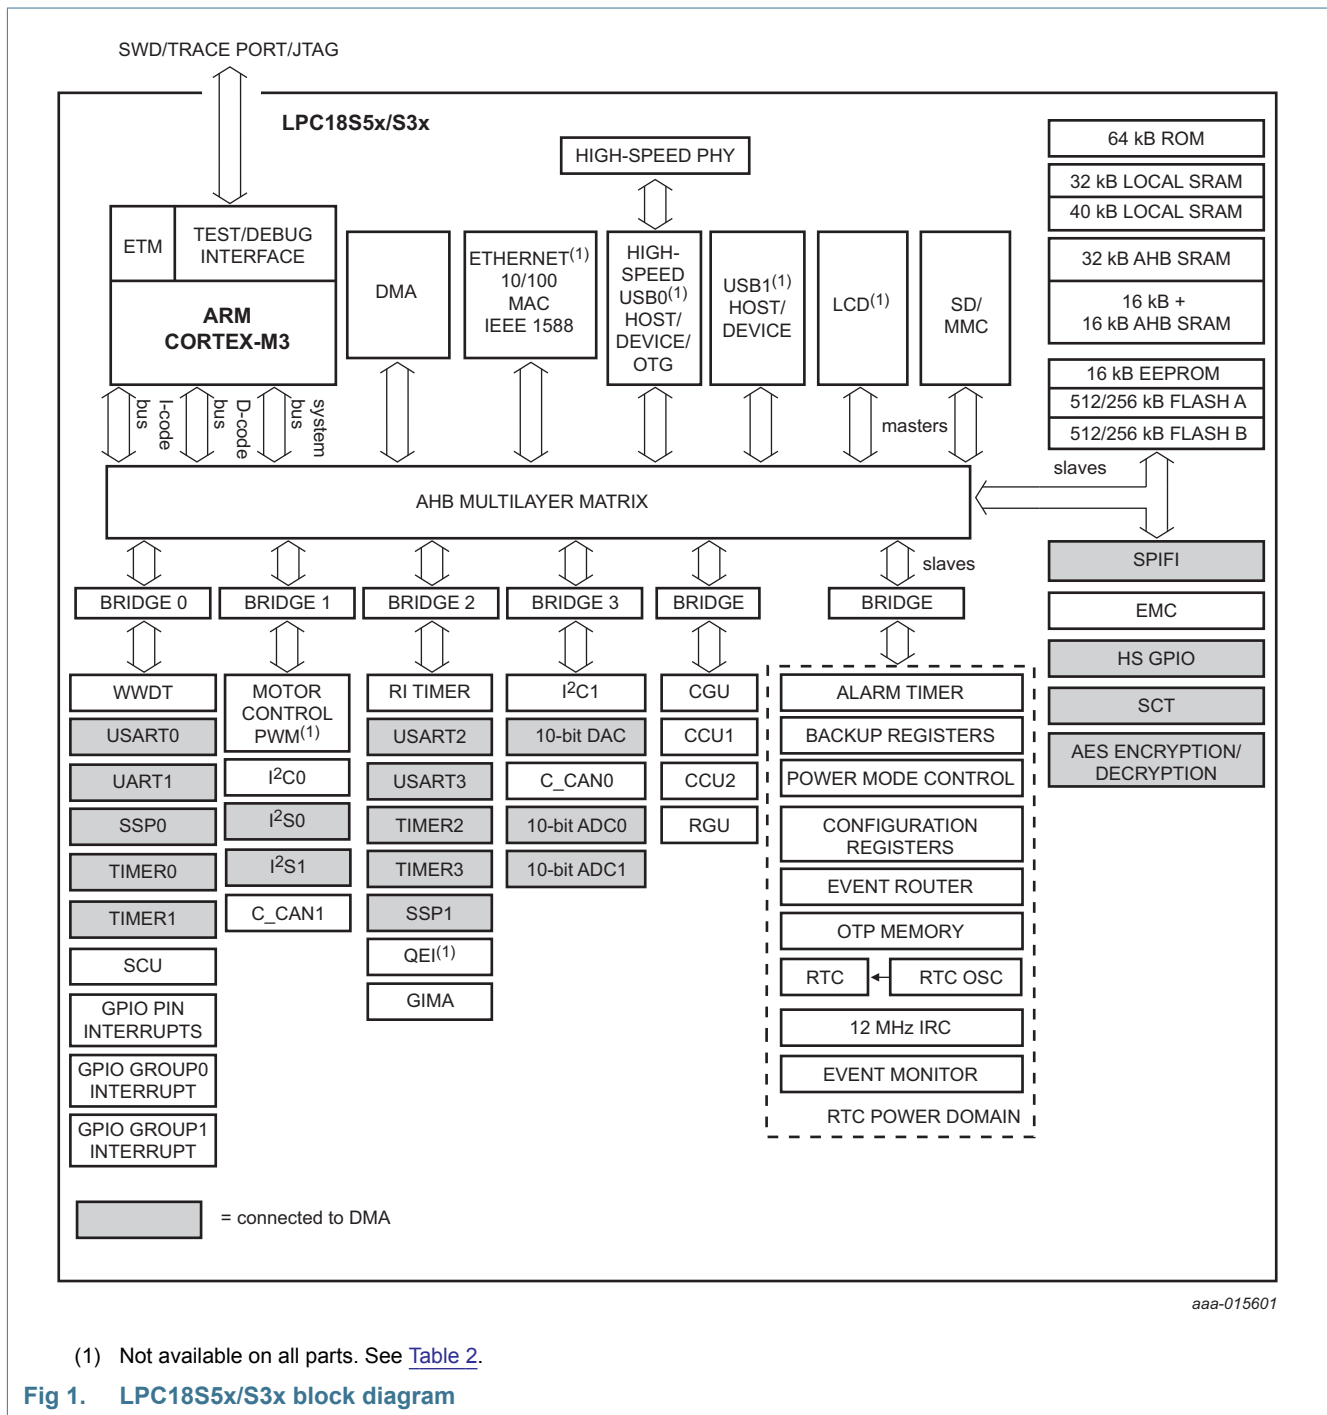 SWD/TRACE PORT/JTAG
LPC18S5x/S3x
HIGH-SPEED PHY
ETM
TEST/DEBUG
INTERFACE
ARM
CORTEX-M3
DMA
ETHERNET(1)
10/100
MAC
IEEE 1588
HIGH-
SPEED
USB0(1)
HOST/
DEVICE/
OTG
USB1(1)
HOST/
DEVICE
LCD(1)
SD/
MMC
64 kB ROM
32 kB LOCAL SRAM
40 kB LOCAL SRAM
32 kB AHB SRAM
16 kB +
16 kB AHB SRAM
16 kB EEPROM
512/256 kB FLASH A
512/256 kB FLASH B
I-code
bus
D-code
bus
system
bus
masters
slaves
AHB MULTILAYER MATRIX
slaves
BRIDGE 0
BRIDGE 1
BRIDGE 2
BRIDGE 3
BRIDGE
BRIDGE
WWDT
USART0
UART1
SSP0
TIMER0
TIMER1
SCU
GPIO PIN
INTERRUPTS
GPIO GROUP0
INTERRUPT
GPIO GROUP1
INTERRUPT
MOTOR
CONTROL
PWM(1)
I2C0
I2S0
I2S1
C_CAN1
RI TIMER
USART2
USART3
TIMER2
TIMER3
SSP1
QEI(1)
GIMA
I2C1
10-bit DAC
C_CAN0
10-bit ADC0
10-bit ADC1
CGU
CCU1
CCU2
RGU
ALARM TIMER
BACKUP REGISTERS
POWER MODE CONTROL
CONFIGURATION
REGISTERS
EVENT ROUTER
OTP MEMORY
RTC
RTC OSC
12 MHz IRC
EVENT MONITOR
RTC POWER DOMAIN
SPIFI
EMC
HS GPIO
SCT
AES ENCRYPTION/
DECRYPTION
= connected to DMA
aaa-015601
(1) Not available on all parts. See Table 2.
Fig 1. LPC18S5x/S3x block diagram